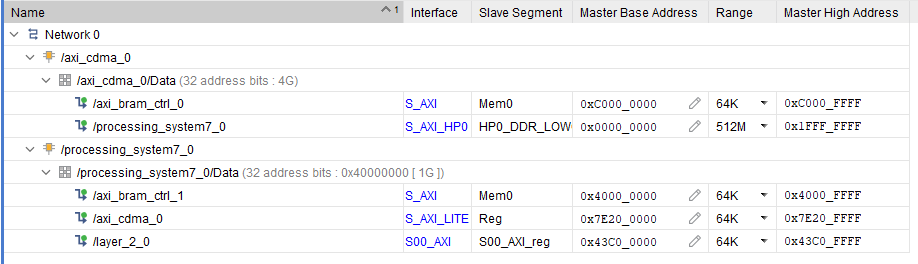 Name 1 Interface Slave Segment Master Base Address Range Master High Address
Network 0
/axi_cdma_0
/axi_cdma_0/Data (32 address bits : 4G)
/axi_bram_ctrl_0 S_AXI Mem0 0xC000_0000 64K 0xC000_FFFF
/processing_system7_0 S_AXI_HP0 HP0_DDR_LOW 0x0000_0000 512M 0x1FFF_FFFF
/processing_system7_0
/processing_system7_0/Data (32 address bits : 0x40000000 [ 1G ])
/axi_bram_ctrl_1 S_AXI Mem0 0x4000_0000 64K 0x4000_FFFF
/axi_cdma_0 S_AXI_LITE Reg 0x7E20_0000 64K 0x7E20_FFFF
/layer_2_0 S00_AXI S00_AXI_reg 0x43C0_0000 64K 0x43C0_FFFF